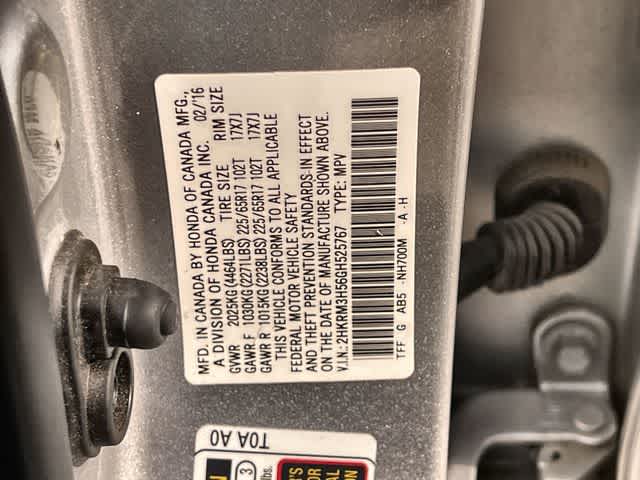 MFD. IN CANADA BY HONDA OF CANADA MFG.,
A DIVISION OF HONDA CANADA INC. 02/16
GVWR 2025KG(4464LBS) TIRE SIZE RIM SIZE
GAWR F 1030KG(2271LBS) 225/65R17 102T 17X7J
GAWR R 1015KG(2238LBS) 225/65R17 102T 17X7J
THIS VEHICLE CONFORMS TO ALL APPLICABLE
FEDERAL MOTOR VEHICLE SAFETY
AND THEFT PREVENTION STANDARDS IN EFFECT
ON THE DATE OF MANUFACTURE SHOWN ABOVE.
V.I.N.: 2HKRM3H56GH525767 TYPE: MPV
TFF G AB5 -NH700M -A -H
T0A A0
3
lbs.